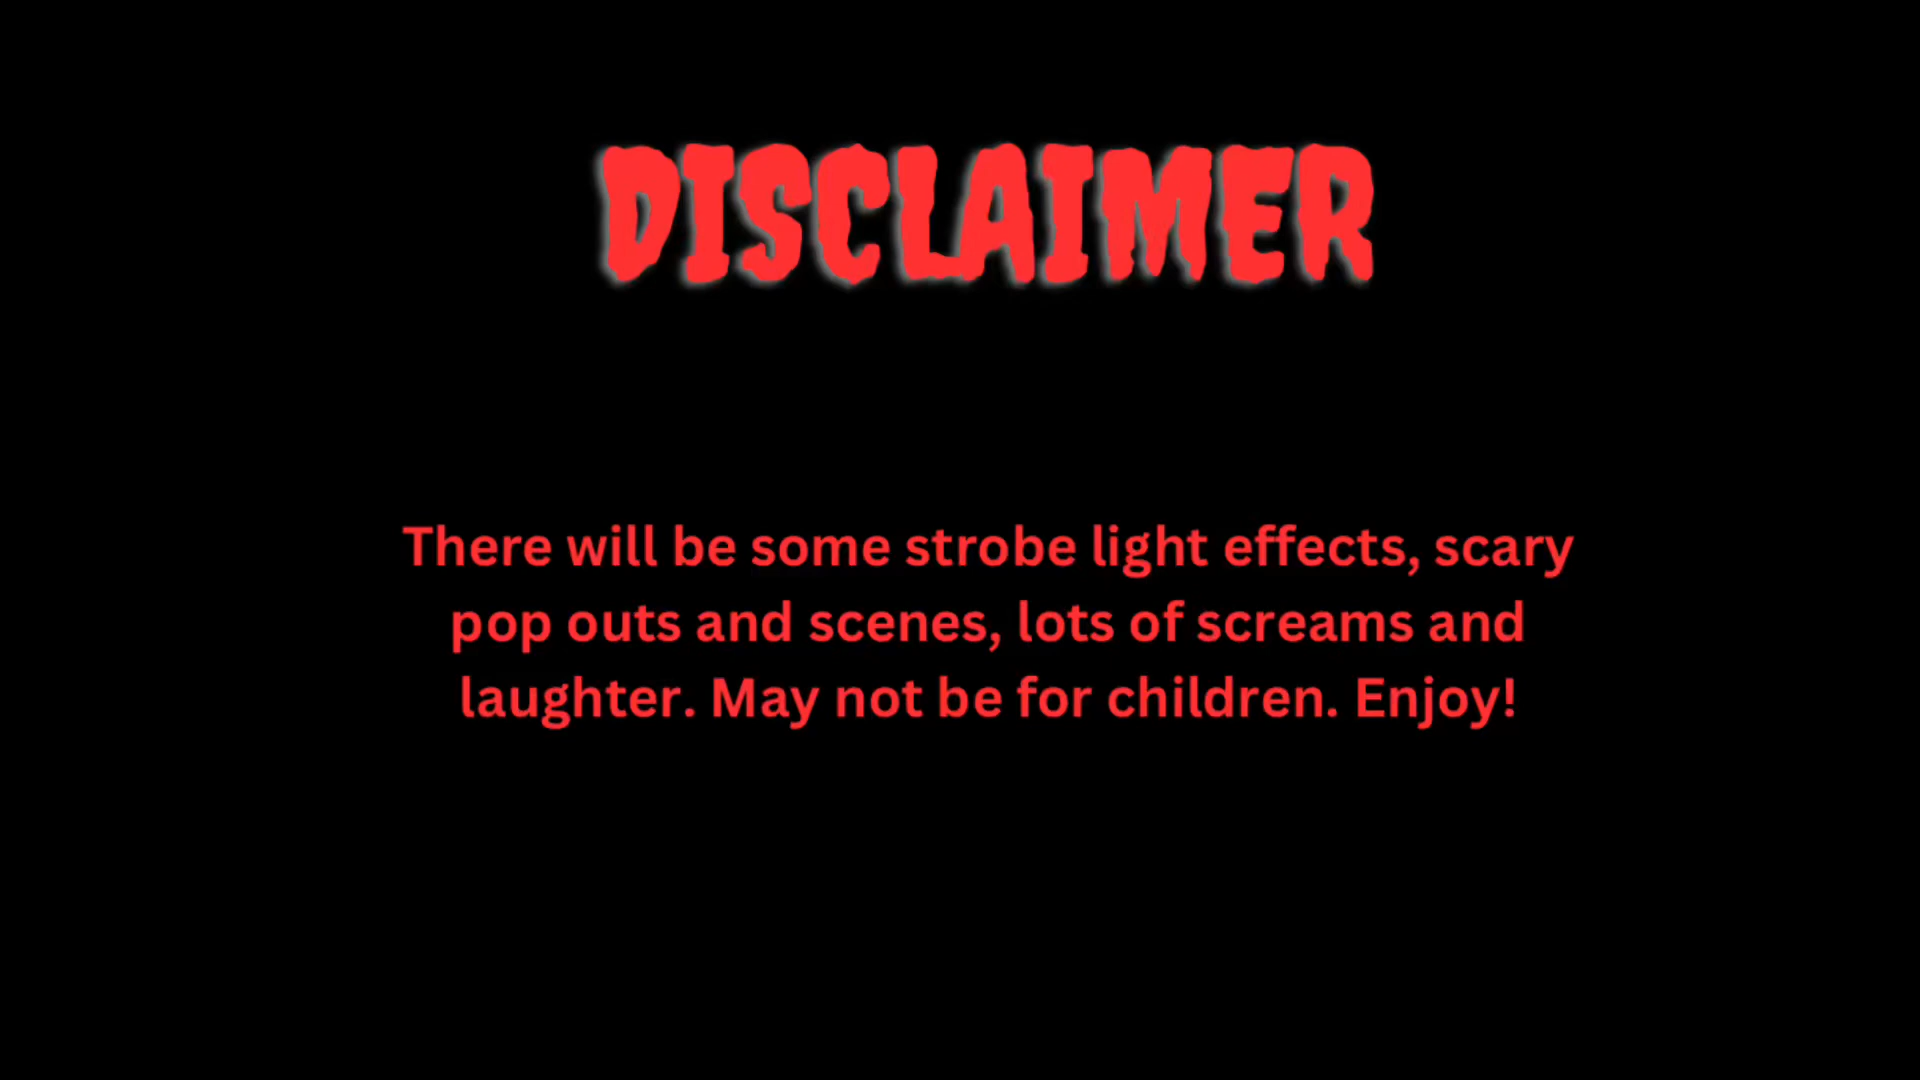 DISCLAIMER
There will be some strobe light effects, scary
pop outs and scenes, lots of screams and
laughter. May not be for children. Enjoy!